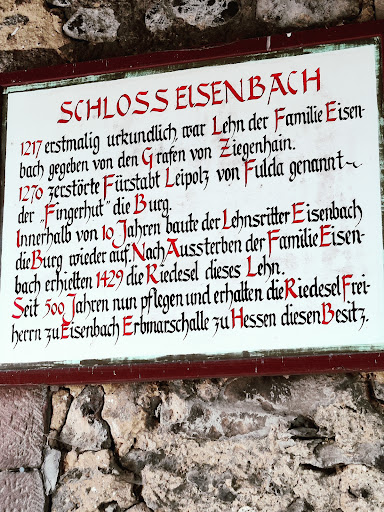 SCHLOSS EISENBACH
1217 erstmalig urkundlich war Lehn der Familie Eisen-
bach gegeben von den Grafen von Ziegenhain.
1270 zerstörte Fürstabt Leipolz von Fulda genannt -
der „Fingerhut" die Burg.
Innerhalb von 10 Jahren baute der Lehnsritter Eisenbach
die Burg wieder auf. Nach Aussterben der Familie Eisen-
bach erhielten 1429 die Riedesel dieses Lehn.
Seit 500 Jahren nun pflegen und erhalten die Riedesel Frei-
herrn zu Eisenbach Erbmarschalle zu Hessen diesen Besitz.